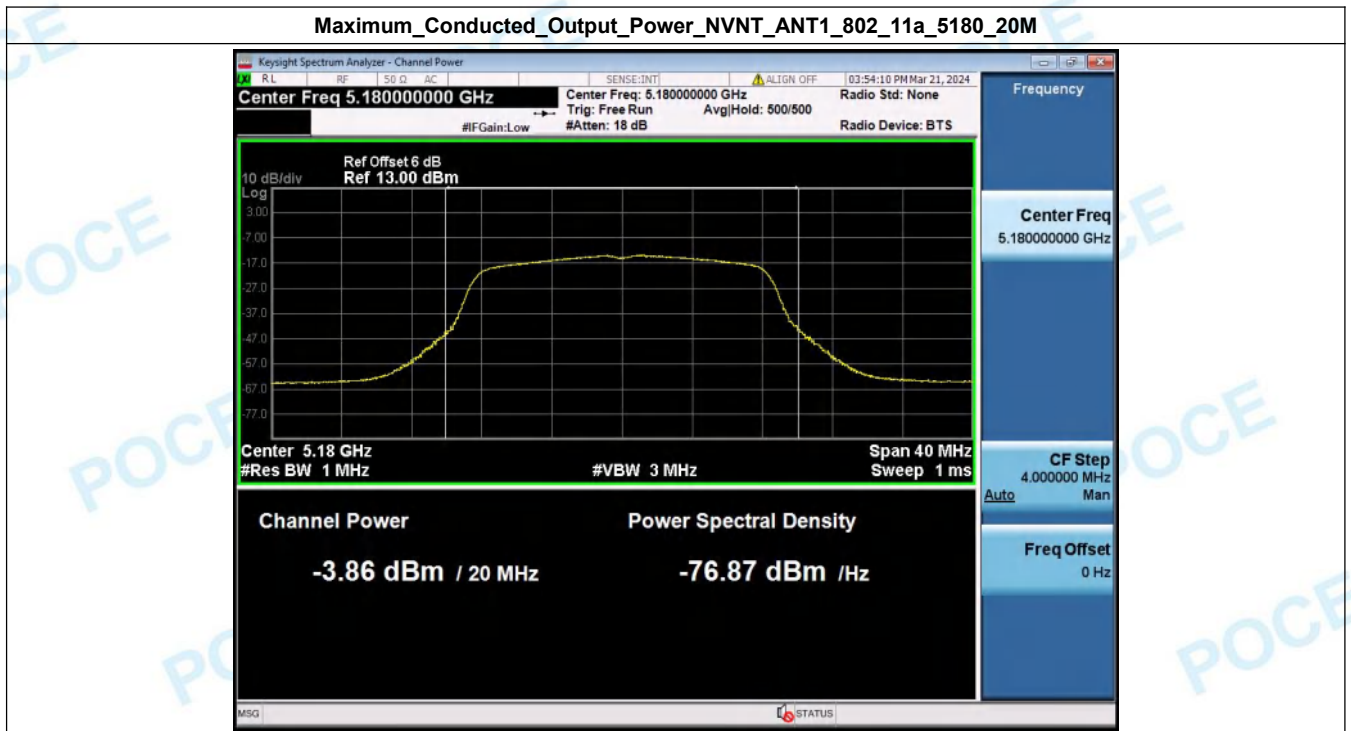 Maximum_Conducted_Output_Power_NVNT_ANT1_802_11a_5180_20M
Keysight Spectrum Analyzer - Channel Power
LXI RL RF 50 Ω AC SENSE:INT ALIGN OFF 03:54:10 PM Mar 21, 2024
Center Freq 5.180000000 GHz
Center Freq: 5.180000000 GHz Radio Std: None
Trig: Free Run Avg|Hold: 500/500
#IFGain:Low #Atten: 18 dB Radio Device: BTS
Ref Offset 6 dB
10 dB/div Ref 13.00 dBm
Log
3.00
-7.00
-17.0
-27.0
-37.0
-47.0
-57.0
-67.0
-77.0
Center 5.18 GHz Span 40 MHz
#Res BW 1 MHz #VBW 3 MHz Sweep 1 ms
Channel Power Power Spectral Density
-3.86 dBm / 20 MHz -76.87 dBm /Hz
Frequency
Center Freq
5.180000000 GHz
CF Step
4.000000 MHz
Auto Man
Freq Offset
0 Hz
MSG STATUS
POCE
POCE
POCE
POCE
POCE